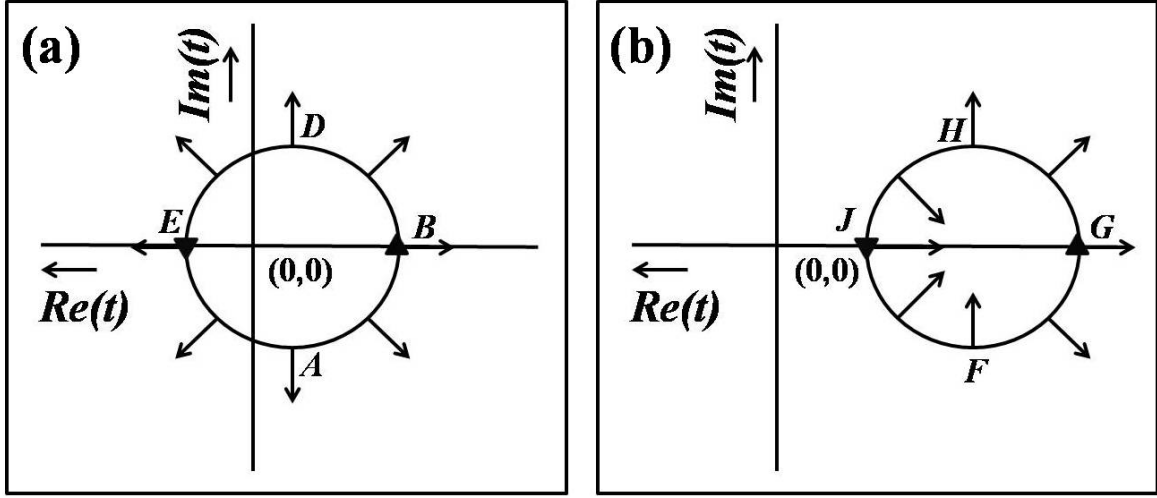 (a)
Im(t)
D
E
B
(0,0)
Re(t)
A
(b)
Im(t)
H
J
G
(0,0)
Re(t)
F